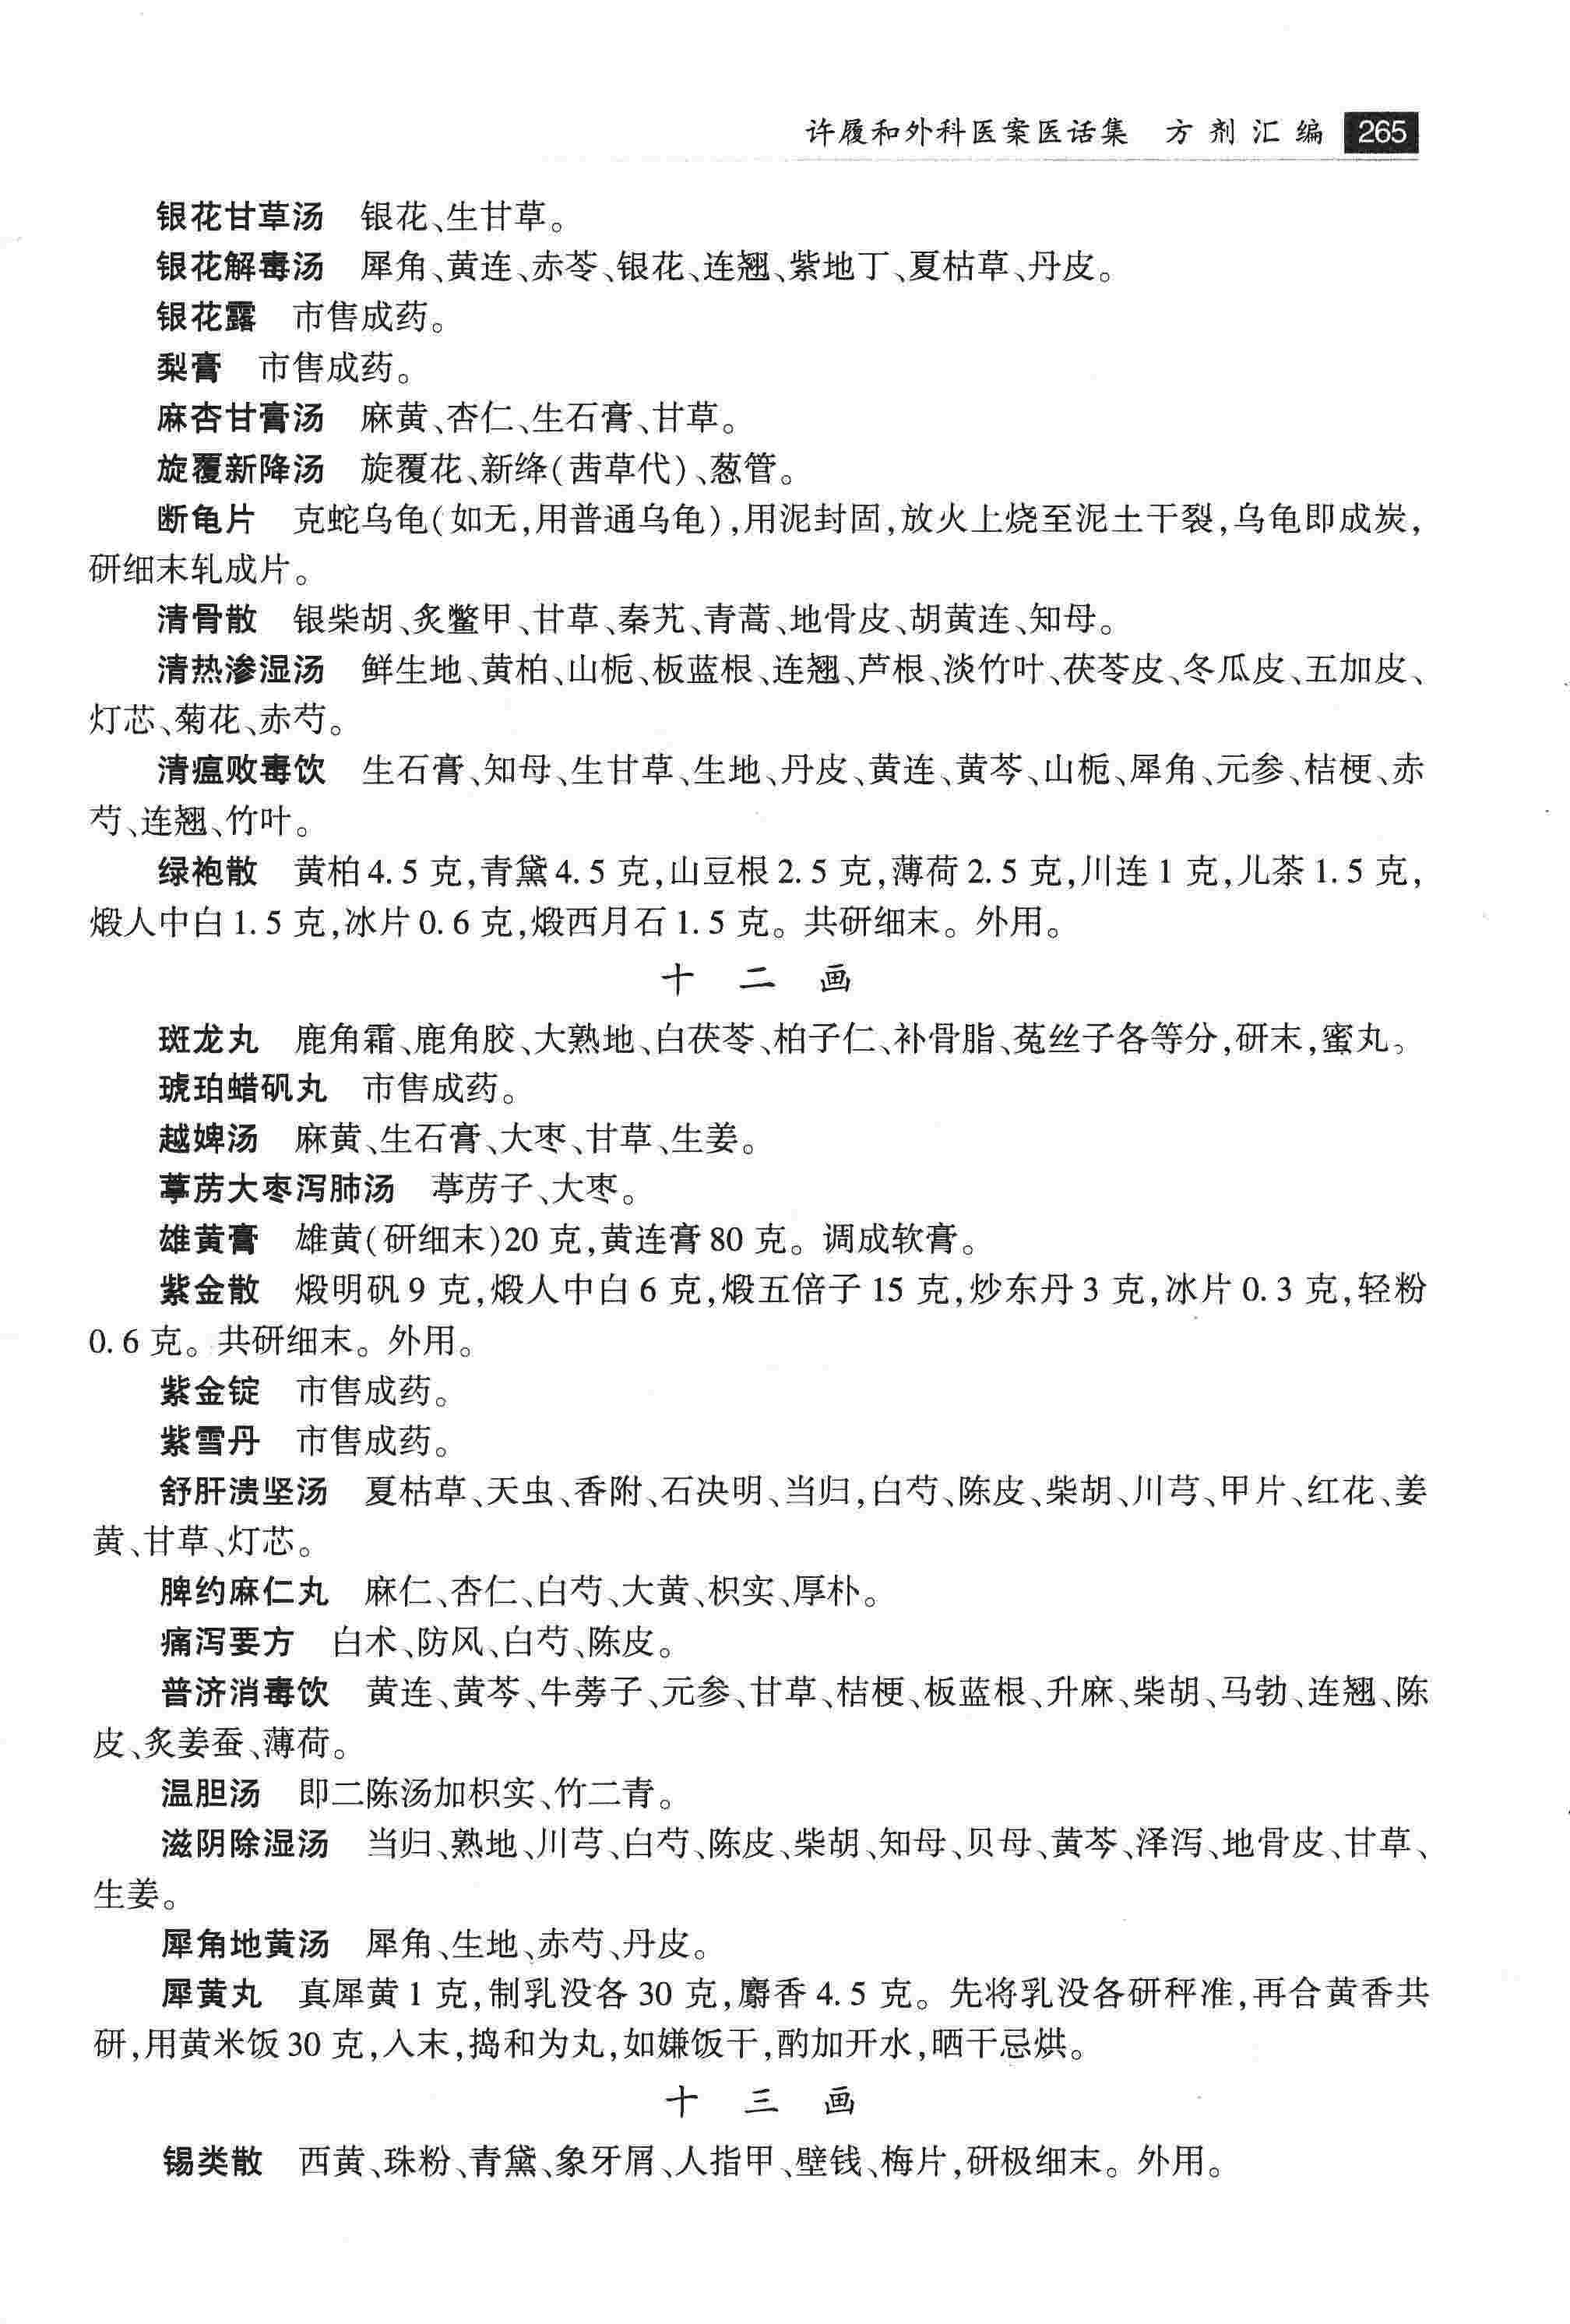 许履和外科医案医话集 方剂汇编 265
银花甘草汤 银花、生甘草。
银花解毒汤 犀角、黄连、赤苓、银花、连翘、紫地丁、夏枯草、丹皮。
银花露 市售成药。
梨膏 市售成药。
麻杏甘膏汤 麻黄、杏仁、生石膏、甘草。
旋覆新降汤 旋覆花、新绛(茜草代)、葱管。
断龟片 克蛇乌龟(如无,用普通乌龟),用泥封固,放火上烧至泥土干裂,乌龟即成炭,
研细末轧成片。
清骨散 银柴胡、炙鳖甲、甘草、秦艽、青蒿、地骨皮、胡黄连、知母。
清热渗湿汤 鲜生地、黄柏、山栀、板蓝根、连翘、芦根、淡竹叶、茯苓皮、冬瓜皮、五加皮、
灯芯、菊花、赤芍。
清瘟败毒饮 生石膏、知母、生甘草、生地、丹皮、黄连、黄芩、山栀、犀角、元参、桔梗、赤
芍、连翘、竹叶。
绿袍散 黄柏4.5克,青黛4.5克,山豆根2.5克,薄荷2.5克,川连1克,儿茶1.5克,
煅人中白1.5克,冰片0.6克,煅西月石1.5克。共研细末。外用。
十二画
斑龙丸 鹿角霜、鹿角胶、大熟地、白茯苓、柏子仁、补骨脂、菟丝子各等分,研末,蜜丸。
琥珀蜡矾丸 市售成药。
越婢汤 麻黄、生石膏、大枣、甘草、生姜。
葶苈大枣泻肺汤 葶苈子、大枣。
雄黄膏 雄黄(研细末)20克,黄连膏80克。调成软膏。
紫金散 煅明矾9克,煅人中白6克,煅五倍子15克,炒东丹3克,冰片0.3克,轻粉
0.6克。共研细末。外用。
紫金锭 市售成药。
紫雪丹 市售成药。
舒肝溃坚汤 夏枯草、天虫、香附、石决明、当归,白芍、陈皮、柴胡、川芎、甲片、红花、姜
黄、甘草、灯芯。
脾约麻仁丸 麻仁、杏仁、白芍、大黄、枳实、厚朴。
痛泻要方 白术、防风、白芍、陈皮。
普济消毒饮 黄连、黄芩、牛蒡子、元参、甘草、桔梗、板蓝根、升麻、柴胡、马勃、连翘、陈
皮、炙姜蚕、薄荷。
温胆汤 即二陈汤加枳实、竹二青。
滋阴除湿汤 当归、熟地、川芎、白芍、陈皮、柴胡、知母、贝母、黄芩、泽泻、地骨皮、甘草、
生姜。
犀角地黄汤 犀角、生地、赤芍、丹皮。
犀黄丸 真犀黄1克,制乳没各30克,麝香4.5克。先将乳没各研秤准,再合黄香共
研,用黄米饭30克,入末,捣和为丸,如嫌饭干,酌加开水,晒干忌烘。
十三画
锡类散 西黄、珠粉、青黛、象牙屑、人指甲、壁钱、梅片,研极细末。外用。